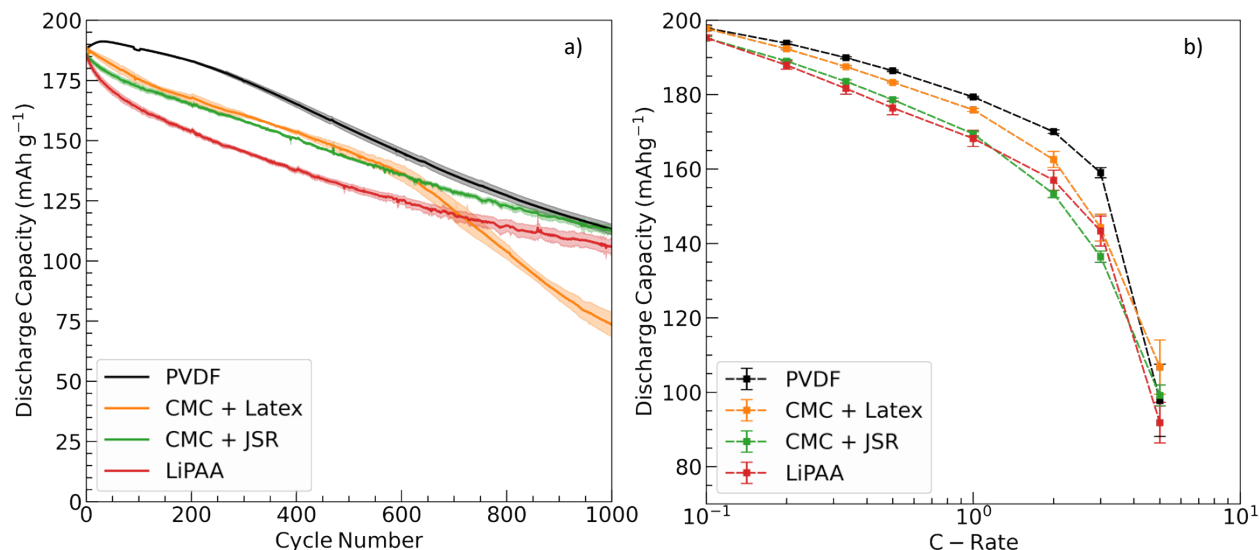 a)
Discharge Capacity (mAh g⁻¹)
200
175
150
125
100
75
50
25
0
PVDF
CMC + Latex
CMC + JSR
LiPAA
0
200
400
600
800
1000
Cycle Number
b)
Discharge Capacity (mAhg⁻¹)
200
180
160
140
120
100
80
PVDF
CMC + Latex
CMC + JSR
LiPAA
10⁻¹
10⁰
10¹
C − Rate